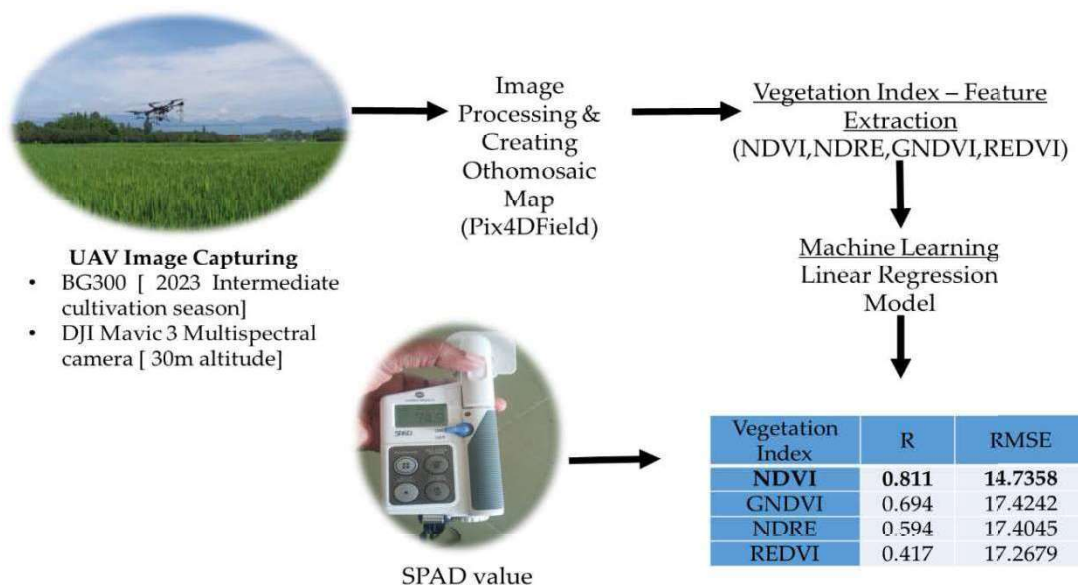 Image
Processing &
Creating
Othomosaic
Map
(Pix4DField)
Vegetation Index – Feature
Extraction
(NDVI,NDRE,GNDVI,REDVI)
UAV Image Capturing
• BG300 [ 2023 Intermediate
cultivation season]
• DJI Mavic 3 Multispectral
camera [ 30m altitude]
Machine Learning
Linear Regression
Model
SPAD
SPAD value
Vegetation
Index R RMSE
NDVI 0.811 14.7358
GNDVI 0.694 17.4242
NDRE 0.594 17.4045
REDVI 0.417 17.2679